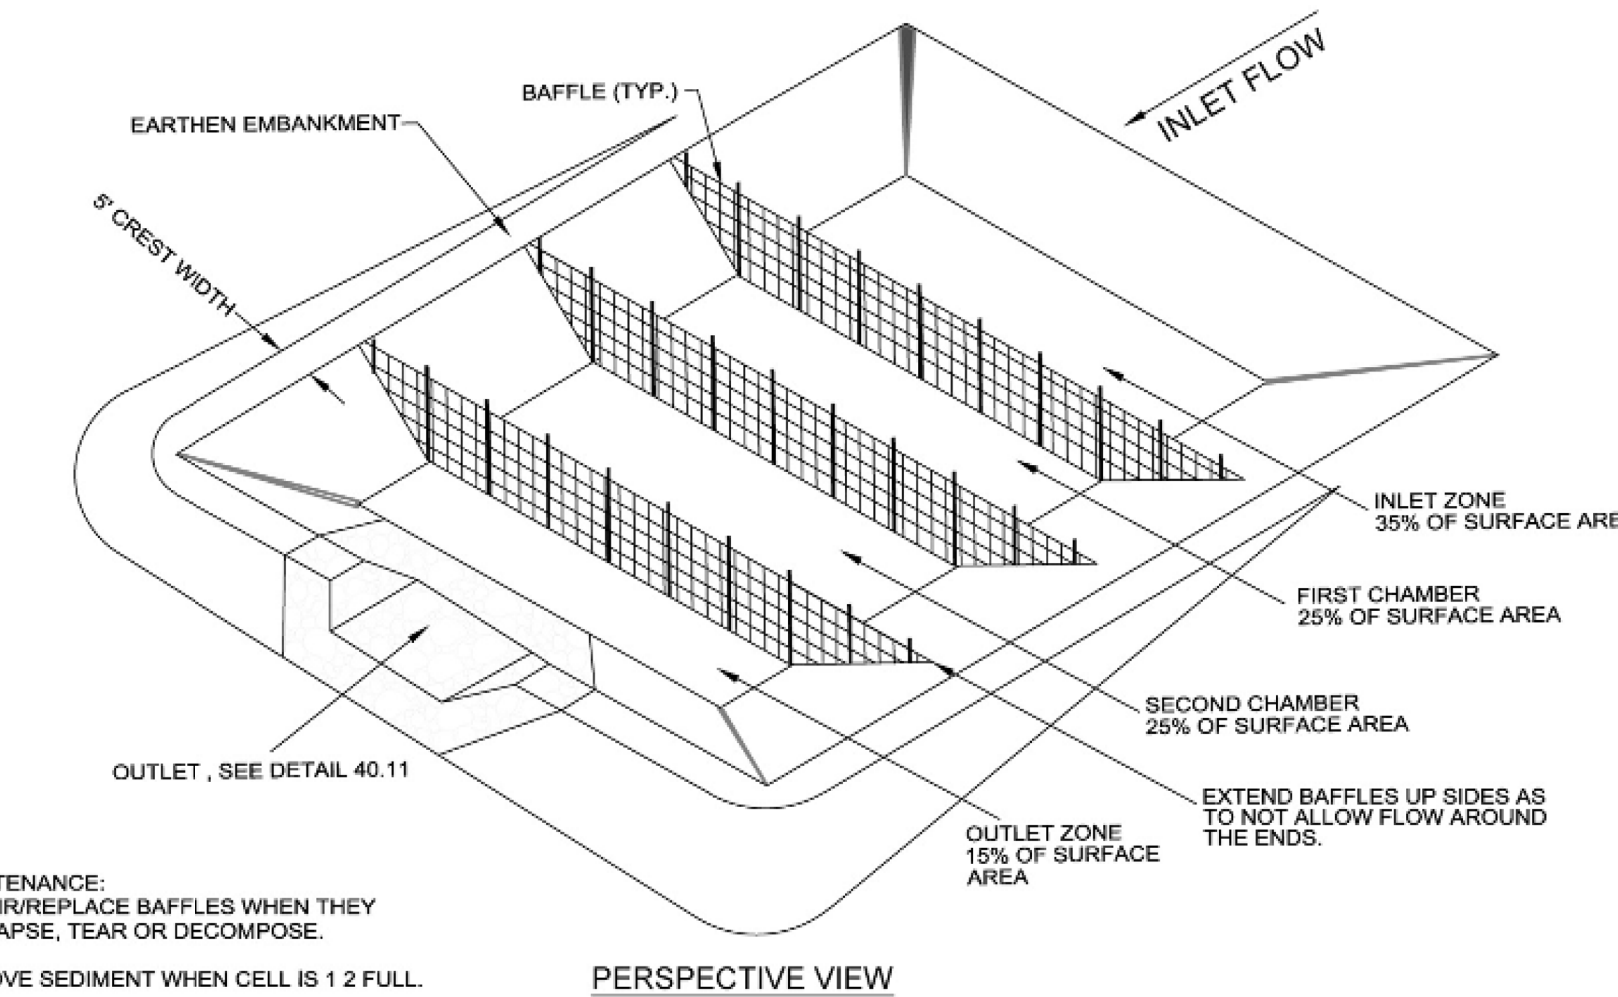 INLET FLOW
BAFFLE (TYP.)
EARTHEN EMBANKMENT
5' CREST WIDTH
INLET ZONE
35% OF SURFACE ARE
FIRST CHAMBER
25% OF SURFACE AREA
SECOND CHAMBER
25% OF SURFACE AREA
OUTLET , SEE DETAIL 40.11
EXTEND BAFFLES UP SIDES AS
TO NOT ALLOW FLOW AROUND
THE ENDS.
OUTLET ZONE
15% OF SURFACE
AREA
TENANCE:
IR/REPLACE BAFFLES WHEN THEY
APSE, TEAR OR DECOMPOSE.
OVE SEDIMENT WHEN CELL IS 1 2 FULL.
PERSPECTIVE VIEW